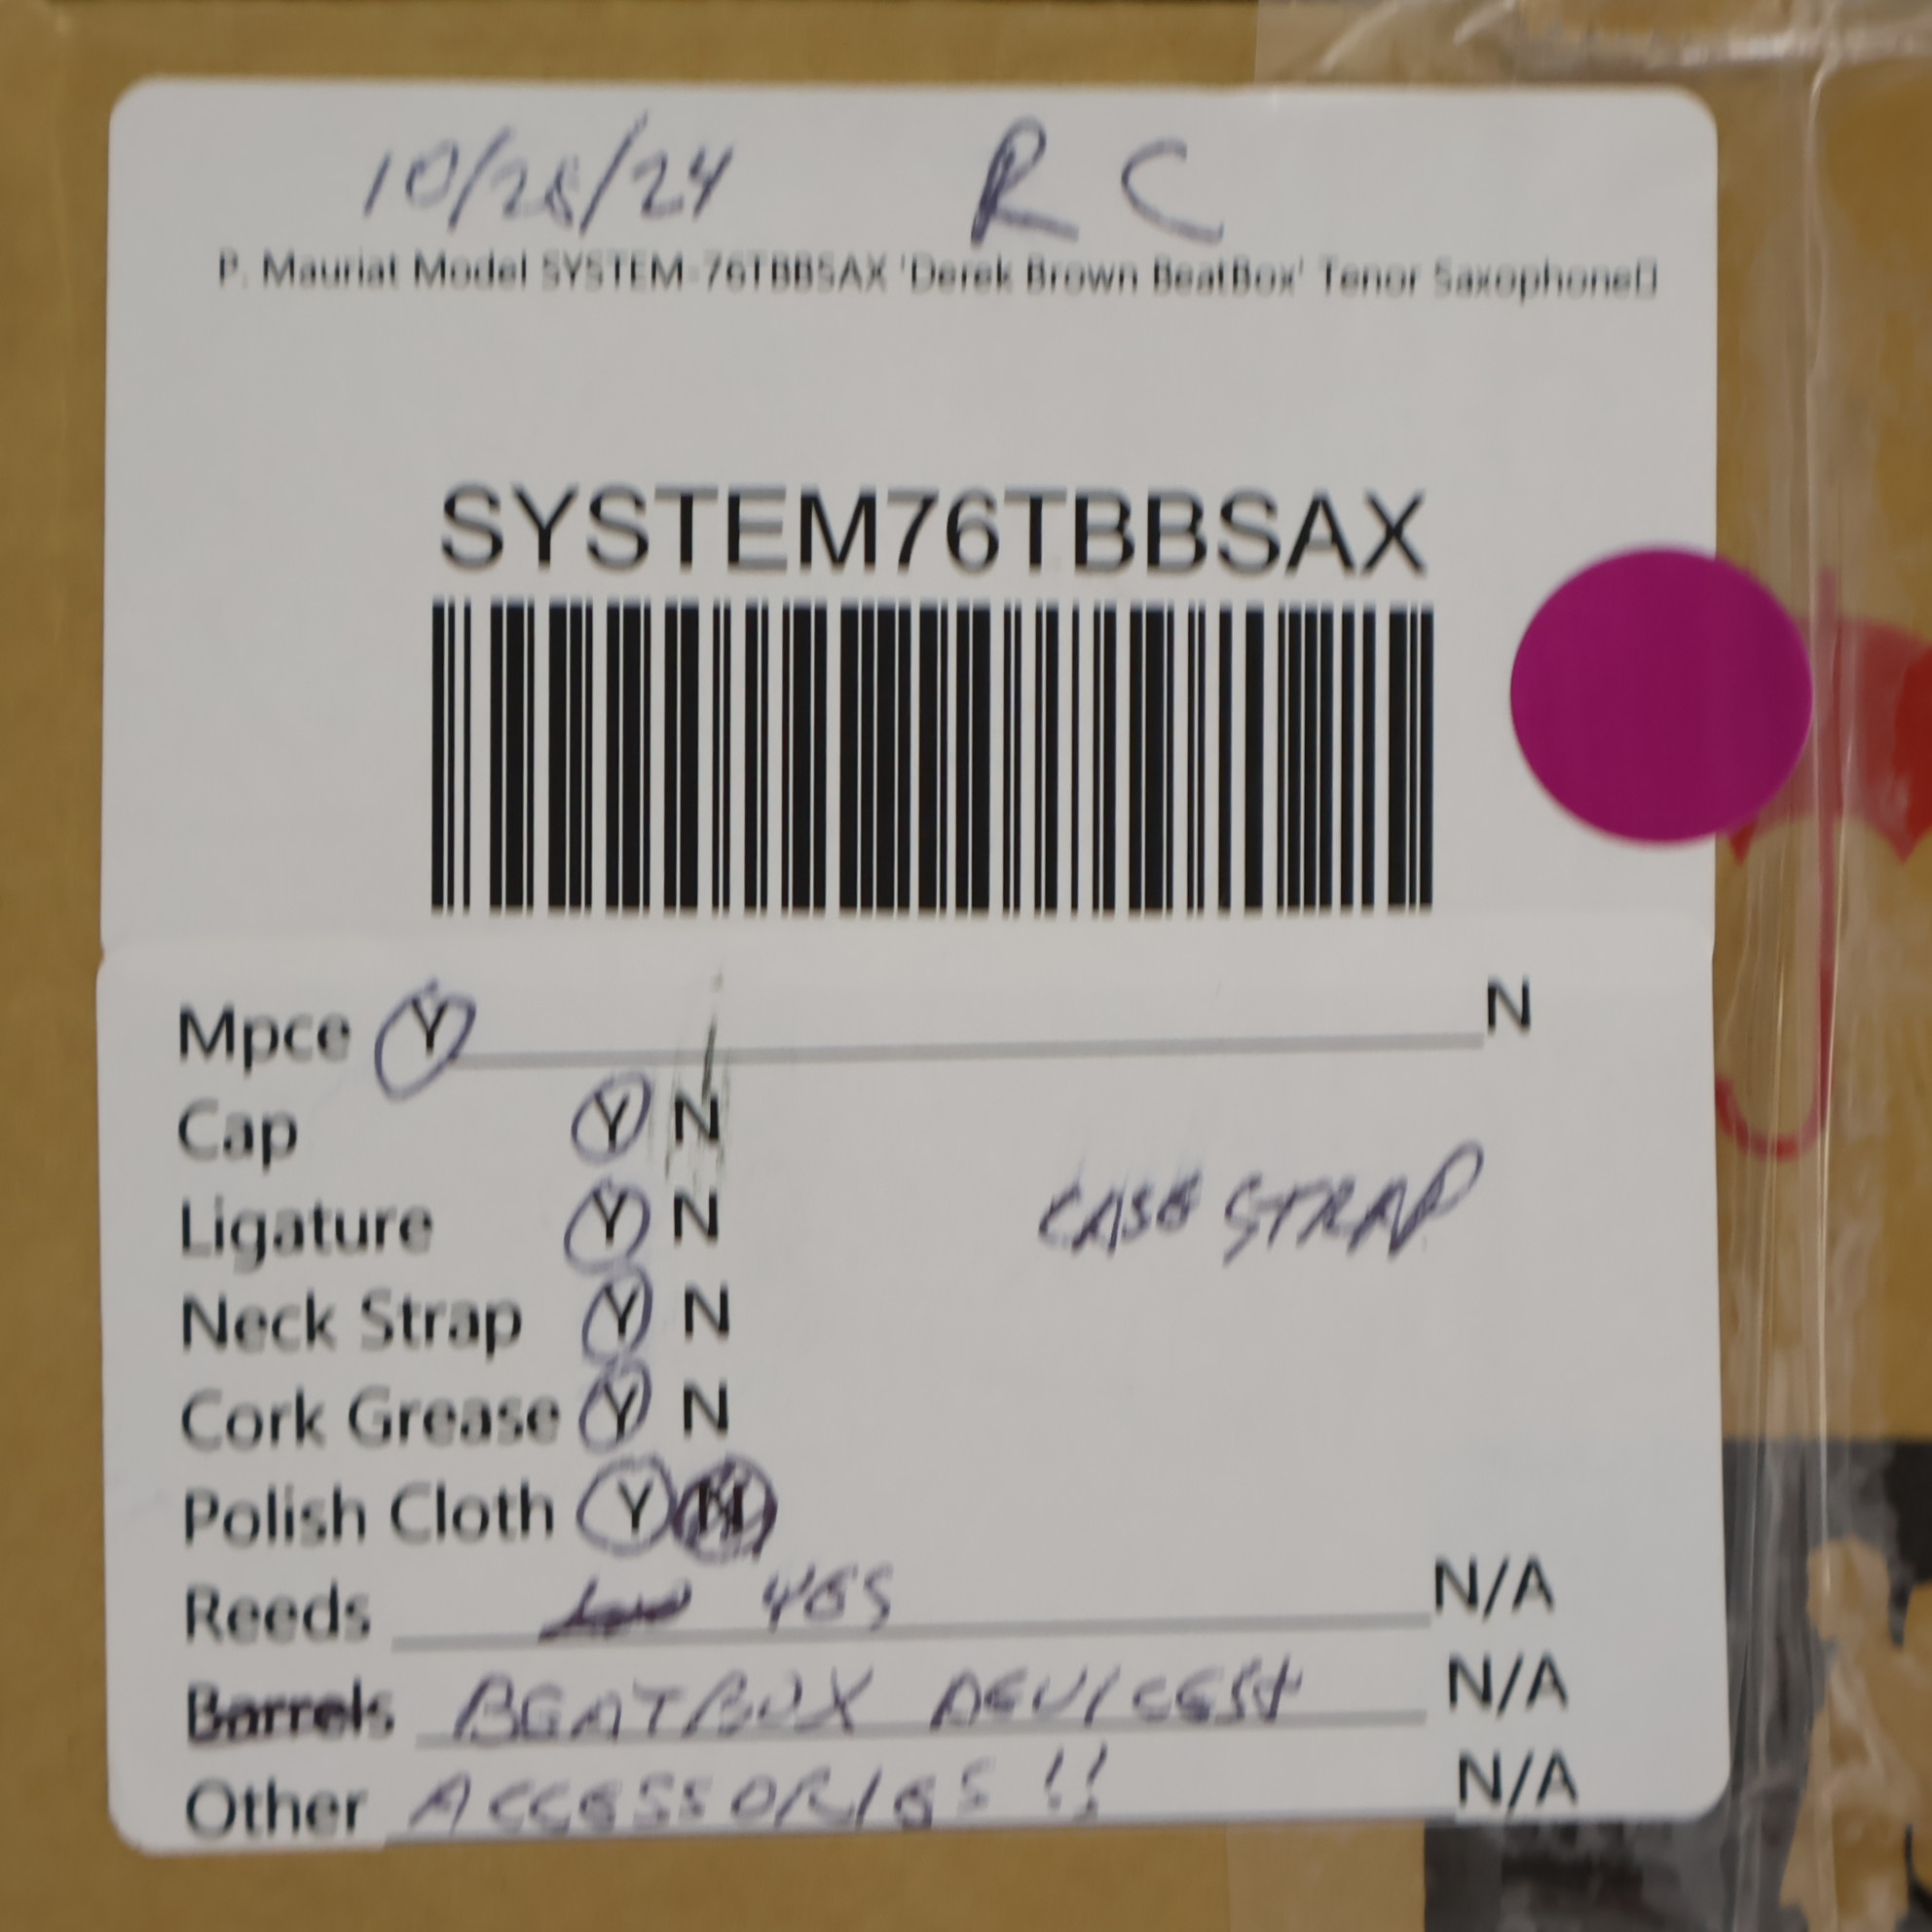 10/28/24 RC
P. Mauriat Model SYSTEM-76TBBSAX 'Derek Brown BeatBox' Tenor Saxophone▯
SYSTEM76TBBSAX
Mpce Y N
Cap Y N
Ligature Y N
CASE STRAP
Neck Strap Y N
Cork Grease Y N
Polish Cloth Y N
Reeds YES N/A
Barrels BEATBOX DEVICES+ N/A
Other ACCESSORIES !! N/A